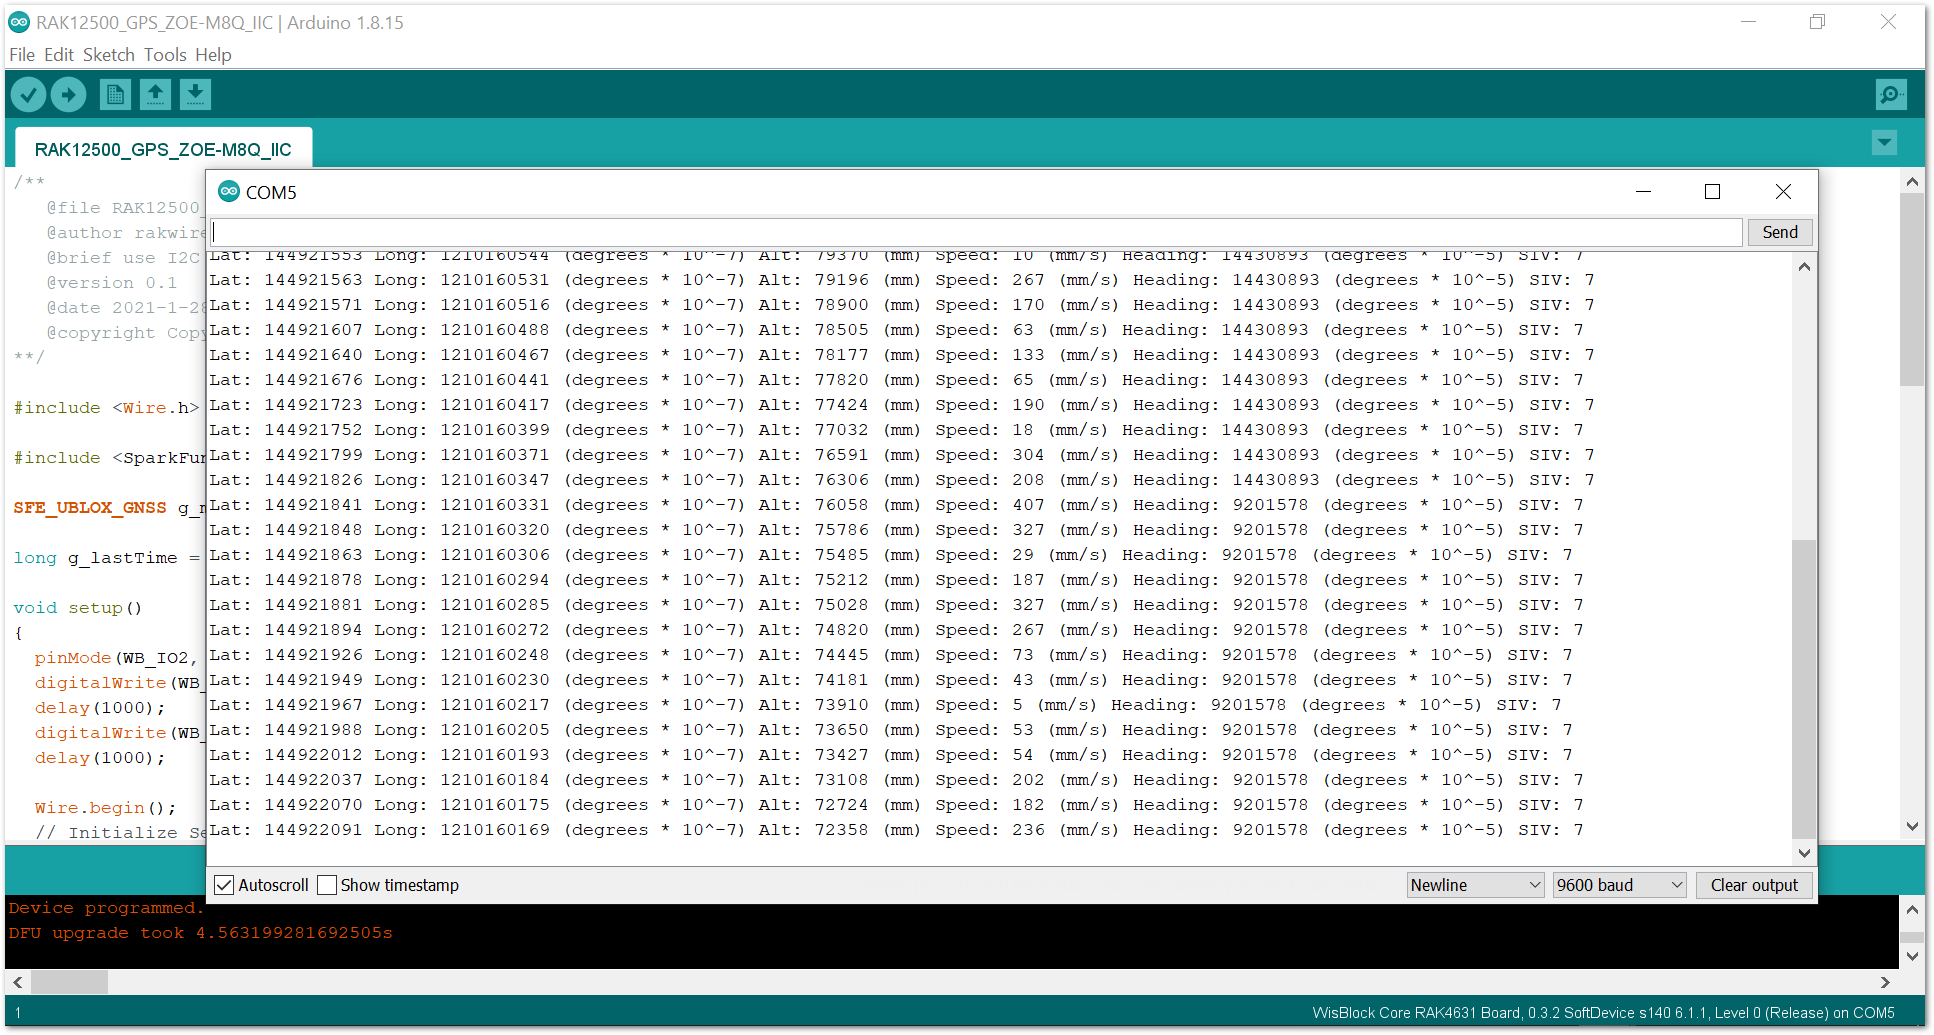 RAK12500_GPS_ZOE-M8Q_IIC | Arduino 1.8.15
File Edit Sketch Tools Help
RAK12500_GPS_ZOE-M8Q_IIC
/**
@file RAK12500_
@author rakwire
@brief use I2C
@version 0.1
@date 2021-1-28
@copyright Copy
**/
#include <Wire.h>
#include <SparkFun
SFE_UBLOX_GNSS g_m
long g_lastTime =
void setup()
{
pinMode(WB_IO2,
digitalWrite(WB_
delay(1000);
digitalWrite(WB_
delay(1000);
Wire.begin();
// Initialize Se
COM5
Send
Lat: 144921553 Long: 1210160544 (degrees * 10^-7) Alt: 79370 (mm) Speed: 10 (mm/s) Heading: 14430893 (degrees * 10^-5) SIV: 7
Lat: 144921563 Long: 1210160531 (degrees * 10^-7) Alt: 79196 (mm) Speed: 267 (mm/s) Heading: 14430893 (degrees * 10^-5) SIV: 7
Lat: 144921571 Long: 1210160516 (degrees * 10^-7) Alt: 78900 (mm) Speed: 170 (mm/s) Heading: 14430893 (degrees * 10^-5) SIV: 7
Lat: 144921607 Long: 1210160488 (degrees * 10^-7) Alt: 78505 (mm) Speed: 63 (mm/s) Heading: 14430893 (degrees * 10^-5) SIV: 7
Lat: 144921640 Long: 1210160467 (degrees * 10^-7) Alt: 78177 (mm) Speed: 133 (mm/s) Heading: 14430893 (degrees * 10^-5) SIV: 7
Lat: 144921676 Long: 1210160441 (degrees * 10^-7) Alt: 77820 (mm) Speed: 65 (mm/s) Heading: 14430893 (degrees * 10^-5) SIV: 7
Lat: 144921723 Long: 1210160417 (degrees * 10^-7) Alt: 77424 (mm) Speed: 190 (mm/s) Heading: 14430893 (degrees * 10^-5) SIV: 7
Lat: 144921752 Long: 1210160399 (degrees * 10^-7) Alt: 77032 (mm) Speed: 18 (mm/s) Heading: 14430893 (degrees * 10^-5) SIV: 7
Lat: 144921799 Long: 1210160371 (degrees * 10^-7) Alt: 76591 (mm) Speed: 304 (mm/s) Heading: 14430893 (degrees * 10^-5) SIV: 7
Lat: 144921826 Long: 1210160347 (degrees * 10^-7) Alt: 76306 (mm) Speed: 208 (mm/s) Heading: 14430893 (degrees * 10^-5) SIV: 7
Lat: 144921841 Long: 1210160331 (degrees * 10^-7) Alt: 76058 (mm) Speed: 407 (mm/s) Heading: 9201578 (degrees * 10^-5) SIV: 7
Lat: 144921848 Long: 1210160320 (degrees * 10^-7) Alt: 75786 (mm) Speed: 327 (mm/s) Heading: 9201578 (degrees * 10^-5) SIV: 7
Lat: 144921863 Long: 1210160306 (degrees * 10^-7) Alt: 75485 (mm) Speed: 29 (mm/s) Heading: 9201578 (degrees * 10^-5) SIV: 7
Lat: 144921878 Long: 1210160294 (degrees * 10^-7) Alt: 75212 (mm) Speed: 187 (mm/s) Heading: 9201578 (degrees * 10^-5) SIV: 7
Lat: 144921881 Long: 1210160285 (degrees * 10^-7) Alt: 75028 (mm) Speed: 327 (mm/s) Heading: 9201578 (degrees * 10^-5) SIV: 7
Lat: 144921894 Long: 1210160272 (degrees * 10^-7) Alt: 74820 (mm) Speed: 267 (mm/s) Heading: 9201578 (degrees * 10^-5) SIV: 7
Lat: 144921926 Long: 1210160248 (degrees * 10^-7) Alt: 74445 (mm) Speed: 73 (mm/s) Heading: 9201578 (degrees * 10^-5) SIV: 7
Lat: 144921949 Long: 1210160230 (degrees * 10^-7) Alt: 74181 (mm) Speed: 43 (mm/s) Heading: 9201578 (degrees * 10^-5) SIV: 7
Lat: 144921967 Long: 1210160217 (degrees * 10^-7) Alt: 73910 (mm) Speed: 5 (mm/s) Heading: 9201578 (degrees * 10^-5) SIV: 7
Lat: 144921988 Long: 1210160205 (degrees * 10^-7) Alt: 73650 (mm) Speed: 53 (mm/s) Heading: 9201578 (degrees * 10^-5) SIV: 7
Lat: 144922012 Long: 1210160193 (degrees * 10^-7) Alt: 73427 (mm) Speed: 54 (mm/s) Heading: 9201578 (degrees * 10^-5) SIV: 7
Lat: 144922037 Long: 1210160184 (degrees * 10^-7) Alt: 73108 (mm) Speed: 202 (mm/s) Heading: 9201578 (degrees * 10^-5) SIV: 7
Lat: 144922070 Long: 1210160175 (degrees * 10^-7) Alt: 72724 (mm) Speed: 182 (mm/s) Heading: 9201578 (degrees * 10^-5) SIV: 7
Lat: 144922091 Long: 1210160169 (degrees * 10^-7) Alt: 72358 (mm) Speed: 236 (mm/s) Heading: 9201578 (degrees * 10^-5) SIV: 7
Autoscroll Show timestamp Newline 9600 baud Clear output
Device programmed.
DFU upgrade took 4.563199281692505s
1 WisBlock Core RAK4631 Board, 0.3.2 SoftDevice s140 6.1.1, Level 0 (Release) on COM5